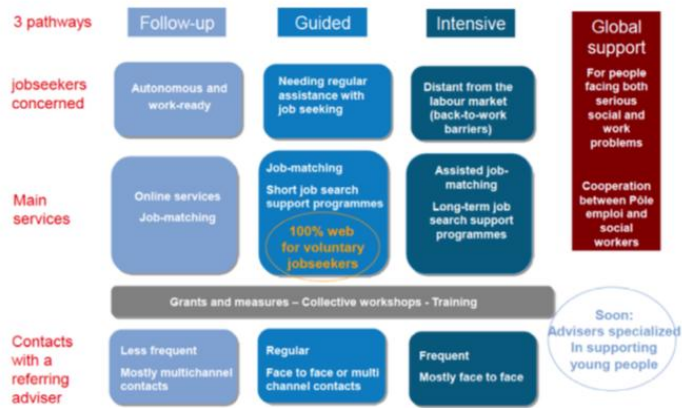 3 pathways
Follow-up
Guided
Intensive
Global
support
For people
facing both
serious
social and
work
problems
Cooperation
between Pôle
emploi and
social
workers
jobseekers
concerned
Autonomous and
work-ready
Needing regular
assistance with
job seeking
Distant from the
labour market
(back-to-work
barriers)
Main
services
Online services
Job-matching
Job-matching
Short job search
support programmes
100% web
for voluntary
jobseekers
Assisted job-
matching
Long-term job
search support
programmes
Grants and measures – Collective workshops - Training
Soon:
Advisers specialized
In supporting
young people
Contacts
with a
referring
adviser
Less frequent
Mostly multichannel
contacts
Regular
Face to face or multi
channel contacts
Frequent
Mostly face to face